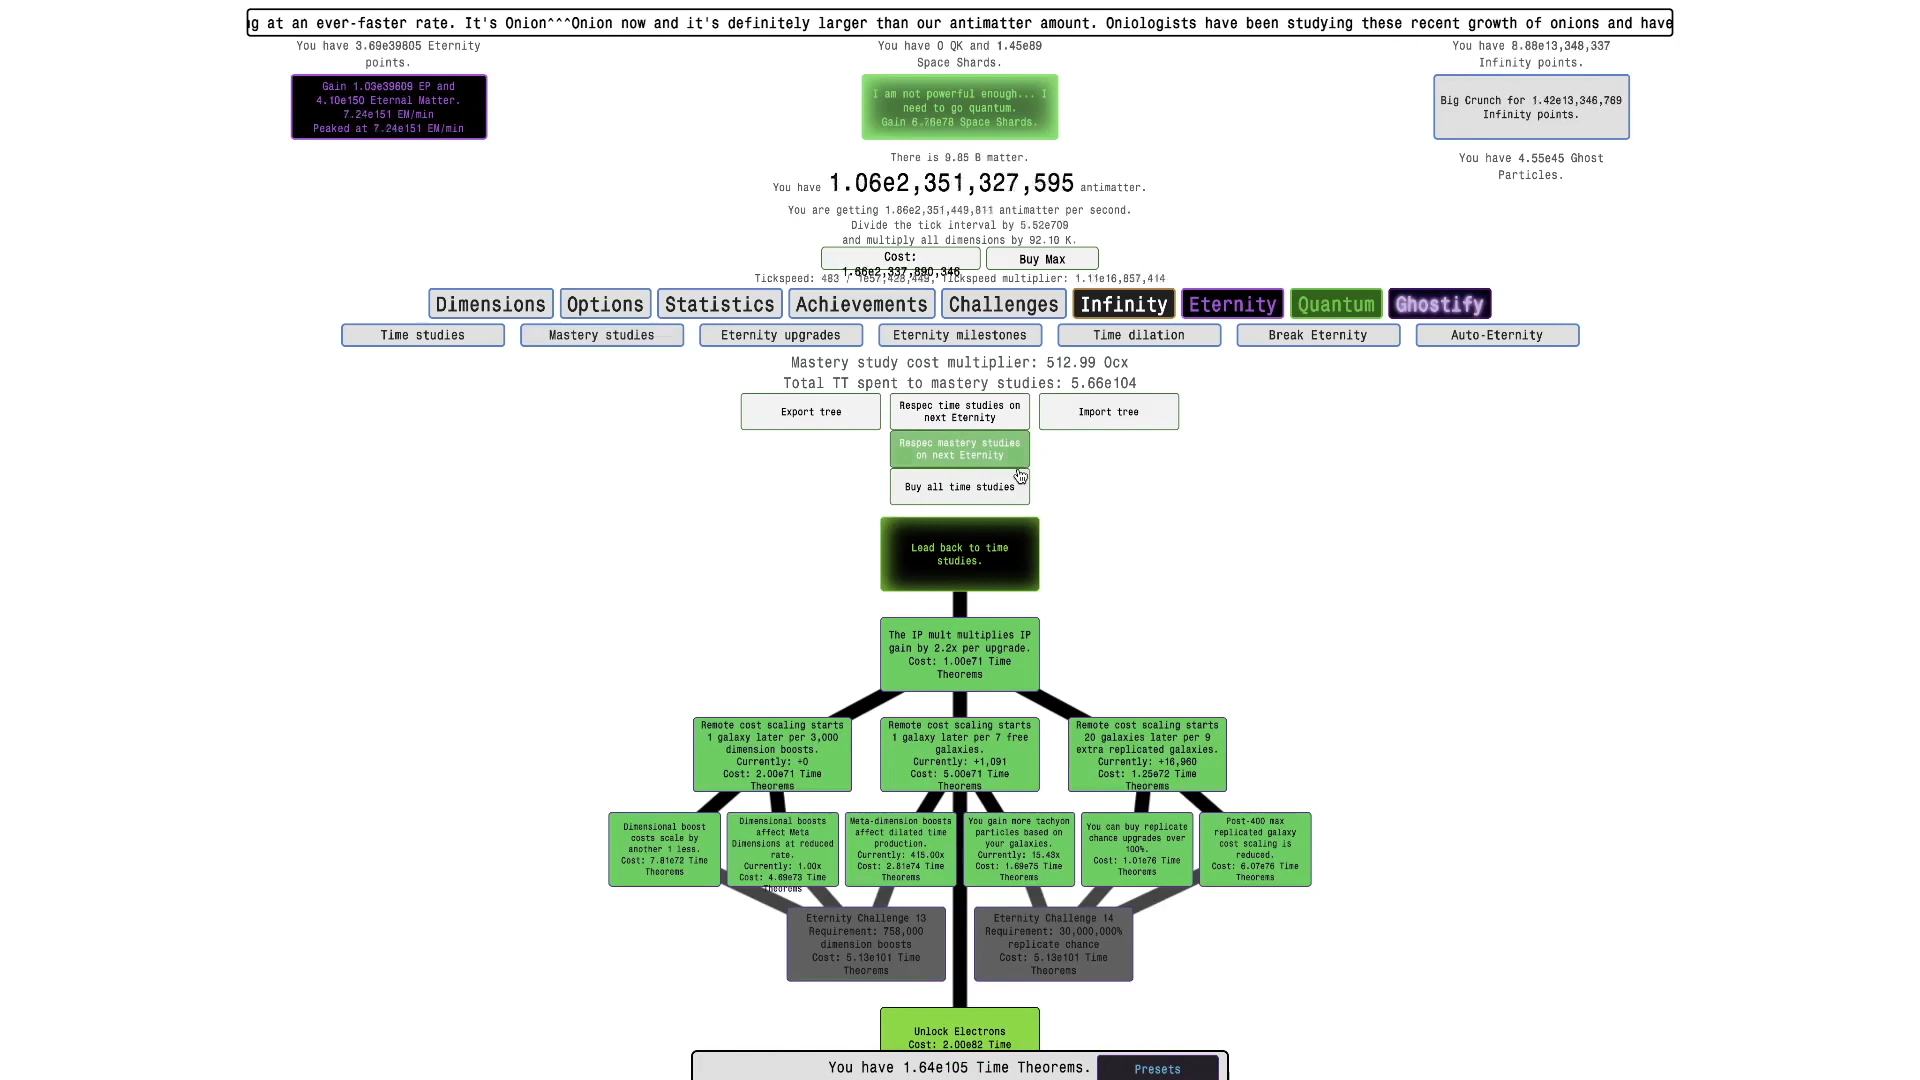 g at an ever-faster rate. It's Onion^^^Onion now and it's definitely larger than our antimatter amount. Oniologists have been studying these recent growth of onions and have
You have 3.69e39805 Eternity
points.
You have 0 QK and 1.45e89
Space Shards.
You have 8.88e13,348,337
Infinity points.
Gain 1.03e39609 EP and
4.10e150 Eternal Matter.
7.24e151 EM/min
Peaked at 7.24e151 EM/min
I am not powerful enough... I
need to go quantum.
Gain 6.76e78 Space Shards.
Big Crunch for 1.42e13,346,769
Infinity points.
There is 9.85 B matter.
You have 4.55e45 Ghost
Particles.
You have 1.06e2,351,327,595 antimatter.
You are getting 1.86e2,351,449,811 antimatter per second.
Divide the tick interval by 5.52e709
and multiply all dimensions by 92.10 K.
Cost:
1.66e2,337,890,346
Buy Max
Tickspeed: 483 / 1e57,428,449, Tickspeed multiplier: 1.11e16,857,414
Dimensions Options Statistics Achievements Challenges Infinity Eternity Quantum Ghostify
Time studies Mastery studies Eternity upgrades Eternity milestones Time dilation Break Eternity Auto-Eternity
Mastery study cost multiplier: 512.99 Ocx
Total TT spent to mastery studies: 5.66e104
Export tree
Respec time studies on
next Eternity
Import tree
Respec mastery studies
on next Eternity
Buy all time studies
Lead back to time
studies.
The IP mult multiplies IP
gain by 2.2x per upgrade.
Cost: 1.00e71 Time
Theorems
Remote cost scaling starts
1 galaxy later per 3,000
dimension boosts.
Currently: +0
Cost: 2.00e71 Time
Theorems
Remote cost scaling starts
1 galaxy later per 7 free
galaxies.
Currently: +1,091
Cost: 5.00e71 Time
Theorems
Remote cost scaling starts
20 galaxies later per 9
extra replicated galaxies.
Currently: +16,960
Cost: 1.25e72 Time
Theorems
Dimensional boost
costs scale by
another 1 less.
Cost: 7.81e72 Time
Theorems
Dimensional boosts
affect Meta
Dimensions at reduced
rate.
Currently: 1.00x
Cost: 4.69e73 Time
Theorems
Meta-dimension boosts
affect dilated time
production.
Currently: 415.00x
Cost: 2.81e74 Time
Theorems
You gain more tachyon
particles based on
your galaxies.
Currently: 15.43x
Cost: 1.69e75 Time
Theorems
You can buy replicate
chance upgrades over
100%.
Cost: 1.01e76 Time
Theorems
Post-400 max
replicated galaxy
cost scaling is
reduced.
Cost: 6.07e76 Time
Theorems
Eternity Challenge 13
Requirement: 758,000
dimension boosts
Cost: 5.13e101 Time
Theorems
Eternity Challenge 14
Requirement: 30,000,000%
replicate chance
Cost: 5.13e101 Time
Theorems
Unlock Electrons
Cost: 2.00e82 Time
You have 1.64e105 Time Theorems.
Presets